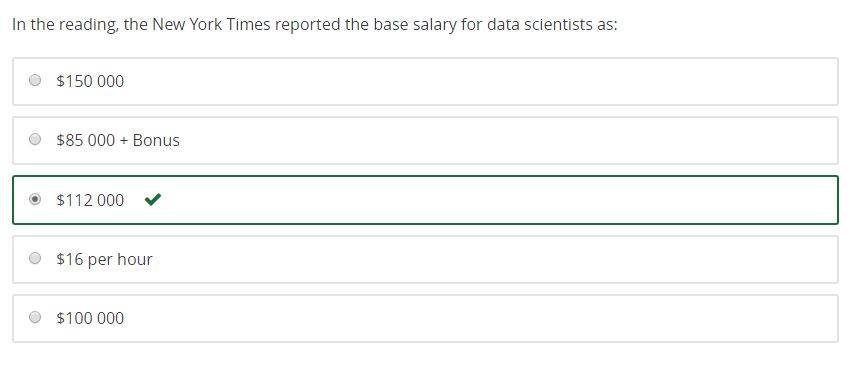 In the reading, the New York Times reported the base salary for data scientists as:
$150 000
$85 000 + Bonus
$112 000
$16 per hour
$100 000